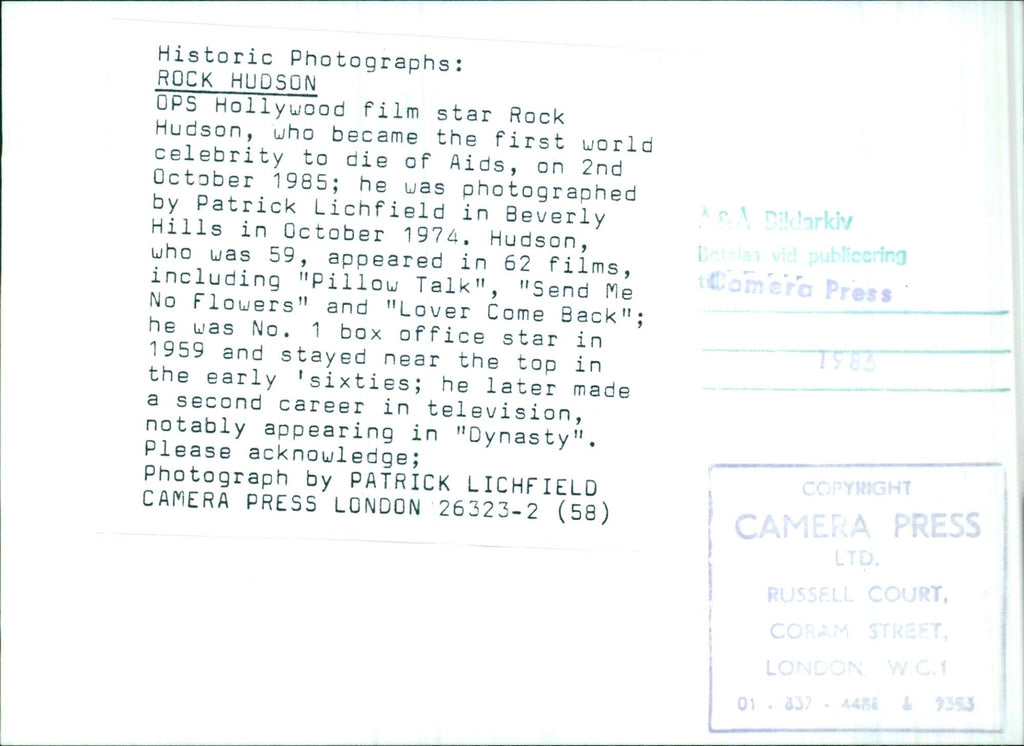 Historic Photographs:
ROCK HUDSON
OPS Hollywood film star Rock
Hudson, who became the first world
celebrity to die of Aids, on 2nd
October 1985; he was photographed
by Patrick Lichfield in Beverly
Hills in October 1974. Hudson,
who was 59, appeared in 62 films,
including "Pillow Talk", "Send Me
No Flowers" and "Lover Come Back";
he was No. 1 box office star in
1959 and stayed near the top in
the early 'sixties; he later made
a second career in television,
notably appearing in "Dynasty".
Please acknowledge;
Photograph by PATRICK LICHFIELD
CAMERA PRESS LONDON 26323-2 (58)
A & A Bildarkiv
Betalas vid publicering
Camera Press
COPYRIGHT
CAMERA PRESS
LTD.
RUSSELL COURT,
CORAM STREET,
LONDON W.C.1
01 - 837 - 4488 & 9393